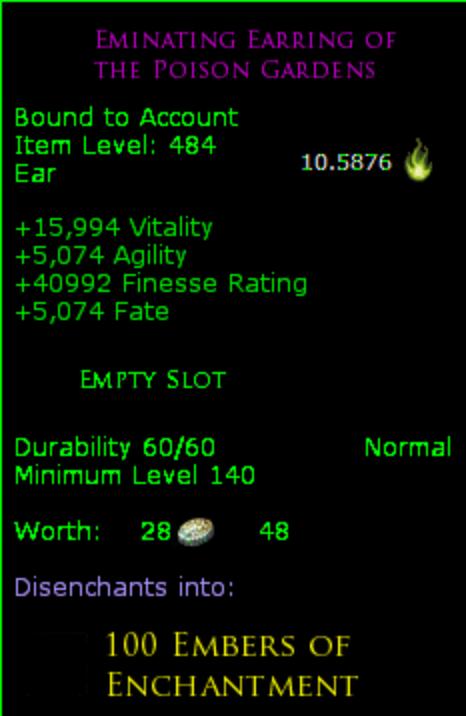 Eminating Earring of
the Poison Gardens
Bound to Account
Item Level: 484
10.5876
Ear
+15,994 Vitality
+5,074 Agility
+40992 Finesse Rating
+5,074 Fate
Empty Slot
Durability 60/60 Normal
Minimum Level 140
Worth: 28 48
Disenchants into:
100 Embers of
Enchantment